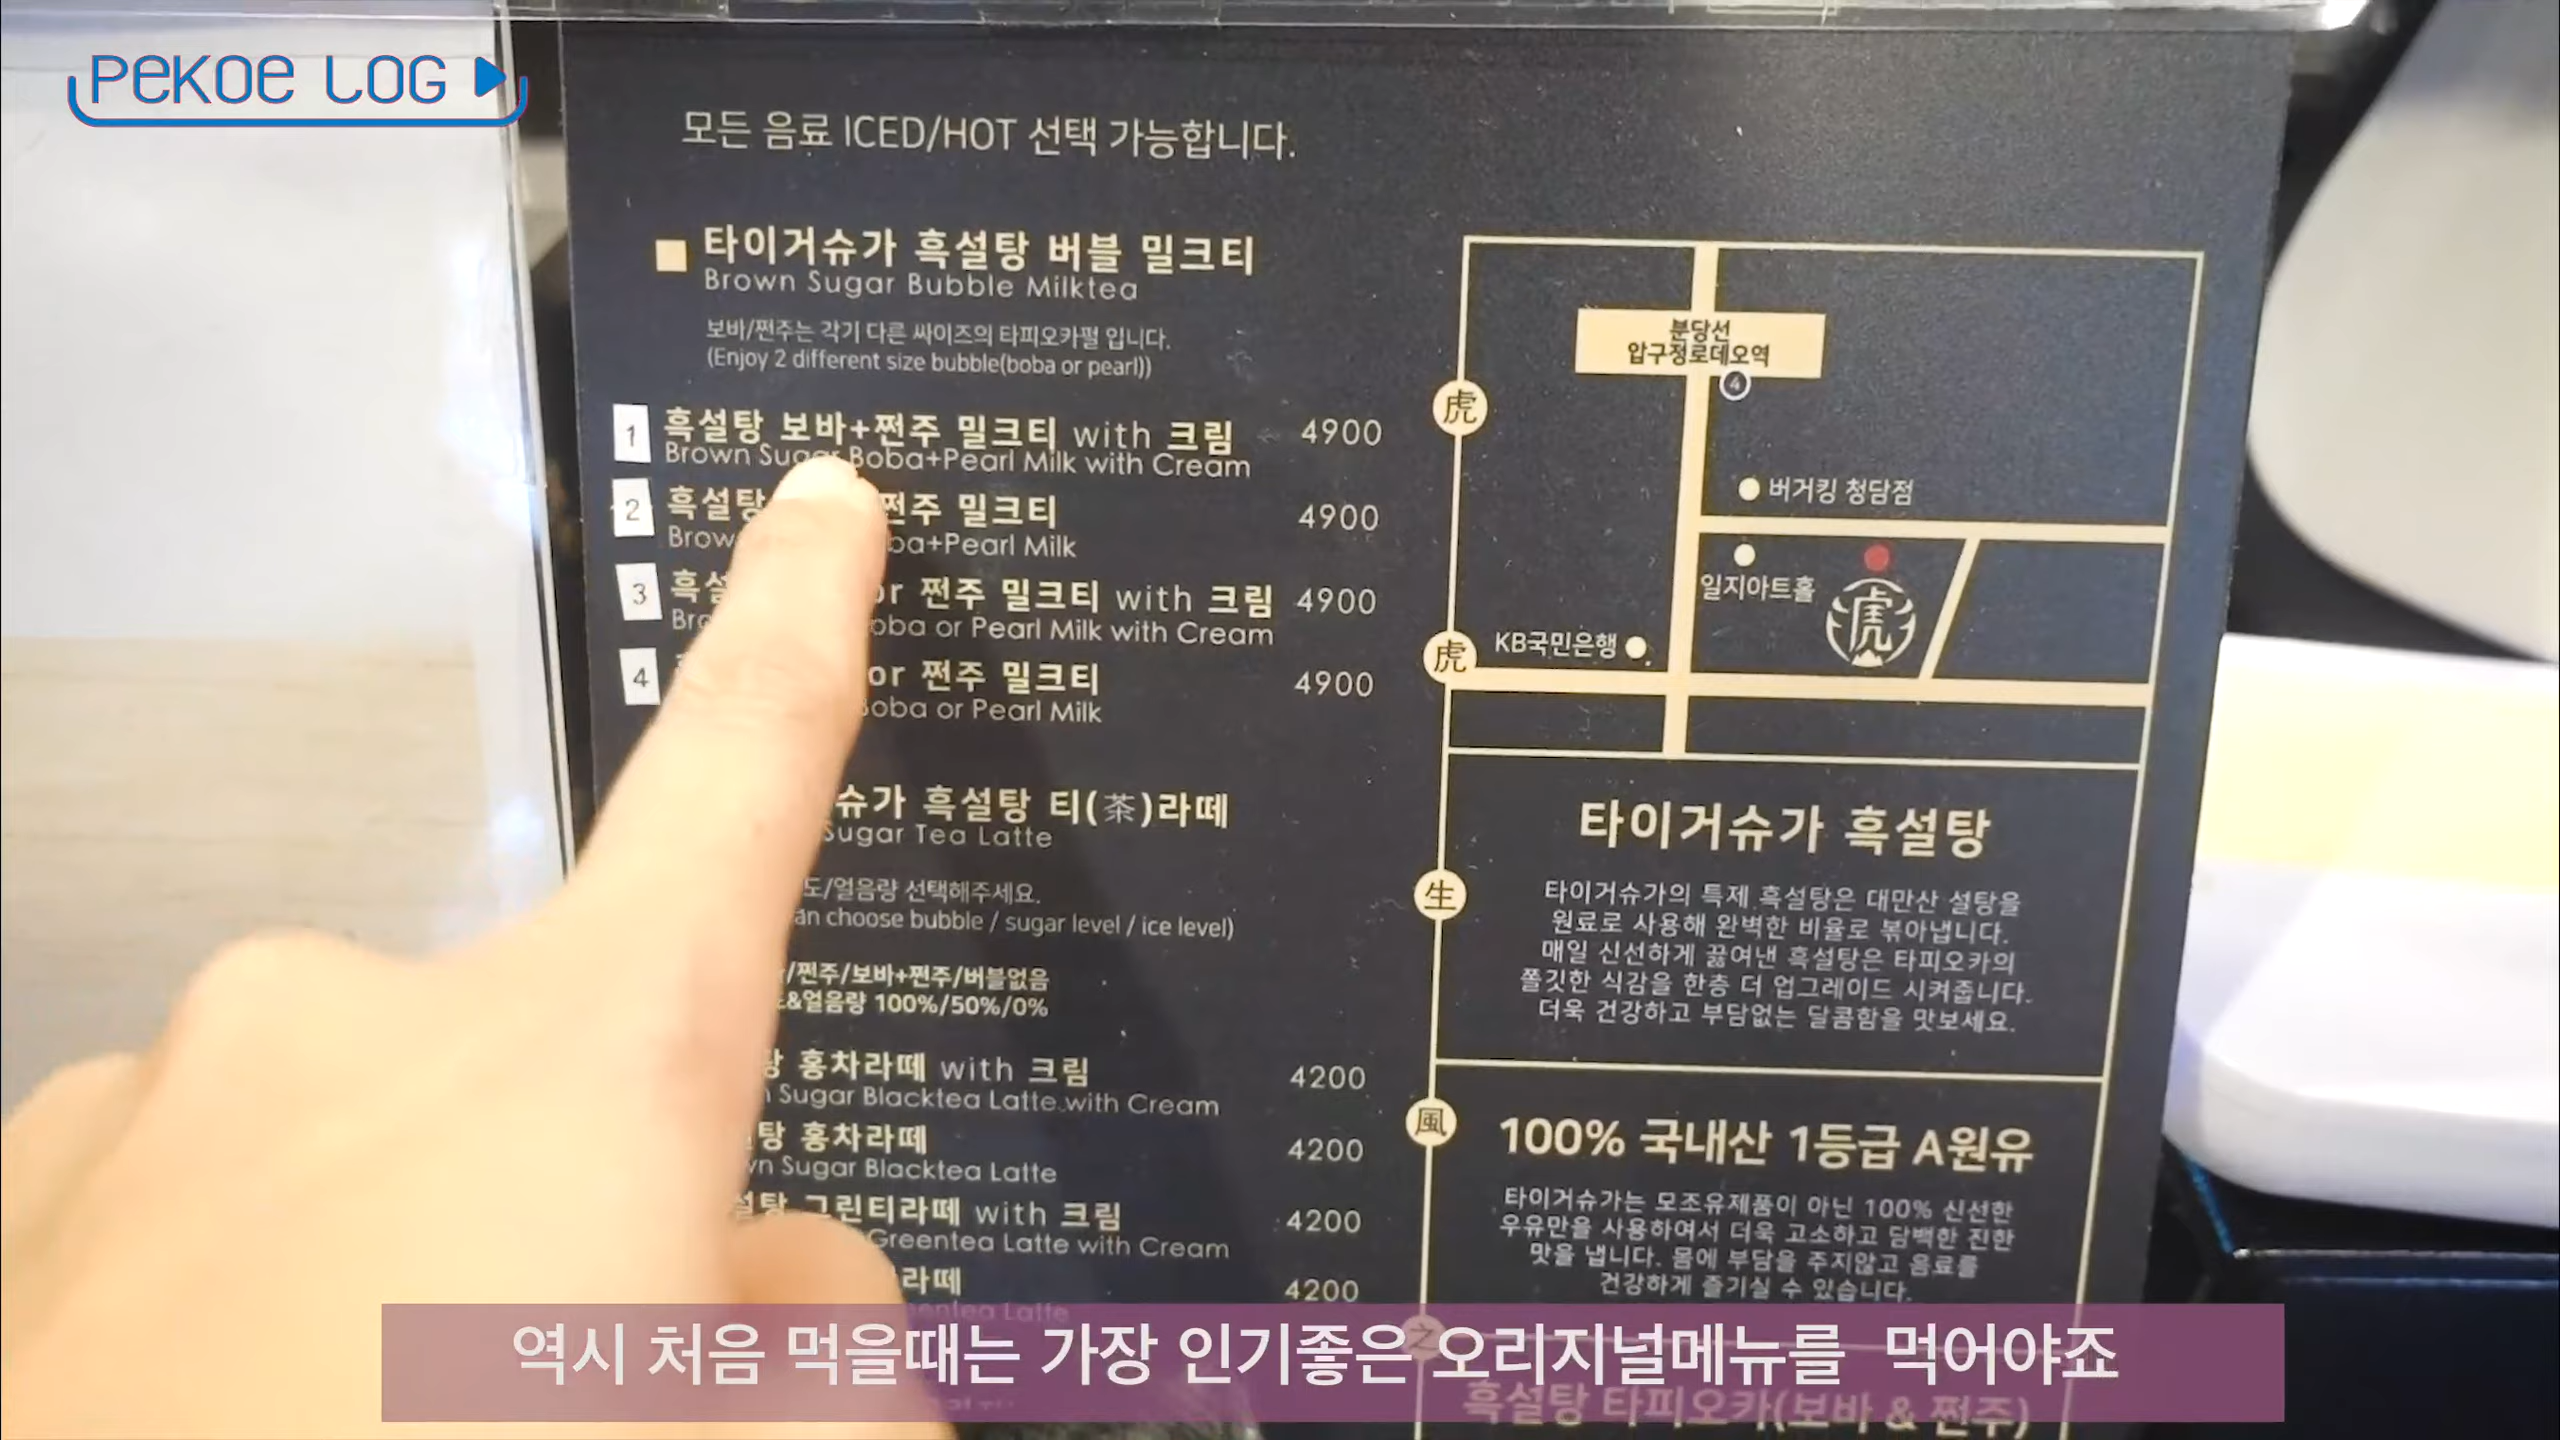 PEKOE LOG
모든 음료 ICED/HOT 선택 가능합니다.
타이거슈가 흑설탕 버블 밀크티
Brown Sugar Bubble Milktea
보바/쩐주는 각기 다른 싸이즈의 타피오카펄 입니다.
(Enjoy 2 different size bubble(boba or pearl))
1 흑설탕 보바+쩐주 밀크티 with 크림 4900
Brown Sugar Boba+Pearl Milk with Cream
2 흑설탕 쩐주 밀크티 4900
Brow ba+Pearl Milk
3 흑설 or 쩐주 밀크티 with 크림 4900
Bro oba or Pearl Milk with Cream
4 or 쩐주 밀크티 4900
Boba or Pearl Milk
슈가 흑설탕 티(茶)라떼
Sugar Tea Latte
도/얼음량 선택해주세요.
an choose bubble / sugar level / ice level)
/쩐주/보바+쩐주/버블없음
&얼음량 100%/50%/0%
탕 홍차라떼 with 크림 4200
Sugar Blacktea Latte with Cream
탕 홍차라떼 4200
wn Sugar Blacktea Latte
설탕 그린티라떼 with 크림 4200
Greentea Latte with Cream
라떼 4200
Greentea Latte
분당선
압구정로데오역
4
虎
버거킹 청담점
일지아트홀
虎
KB국민은행
虎
生
타이거슈가 흑설탕
타이거슈가의 특제 흑설탕은 대만산 설탕을
원료로 사용해 완벽한 비율로 볶아냅니다.
매일 신선하게 끓여낸 흑설탕은 타피오카의
쫄깃한 식감을 한층 더 업그레이드 시켜줍니다.
더욱 건강하고 부담없는 달콤함을 맛보세요.
風
100% 국내산 1등급 A원유
타이거슈가는 모조유제품이 아닌 100% 신선한
우유만을 사용하여서 더욱 고소하고 담백한 진한
맛을 냅니다. 몸에 부담을 주지않고 음료를
건강하게 즐기실 수 있습니다.
之
역시 처음 먹을때는 가장 인기좋은 오리지널메뉴를 먹어야죠
흑설탕 타피오카(보바 & 쩐주)